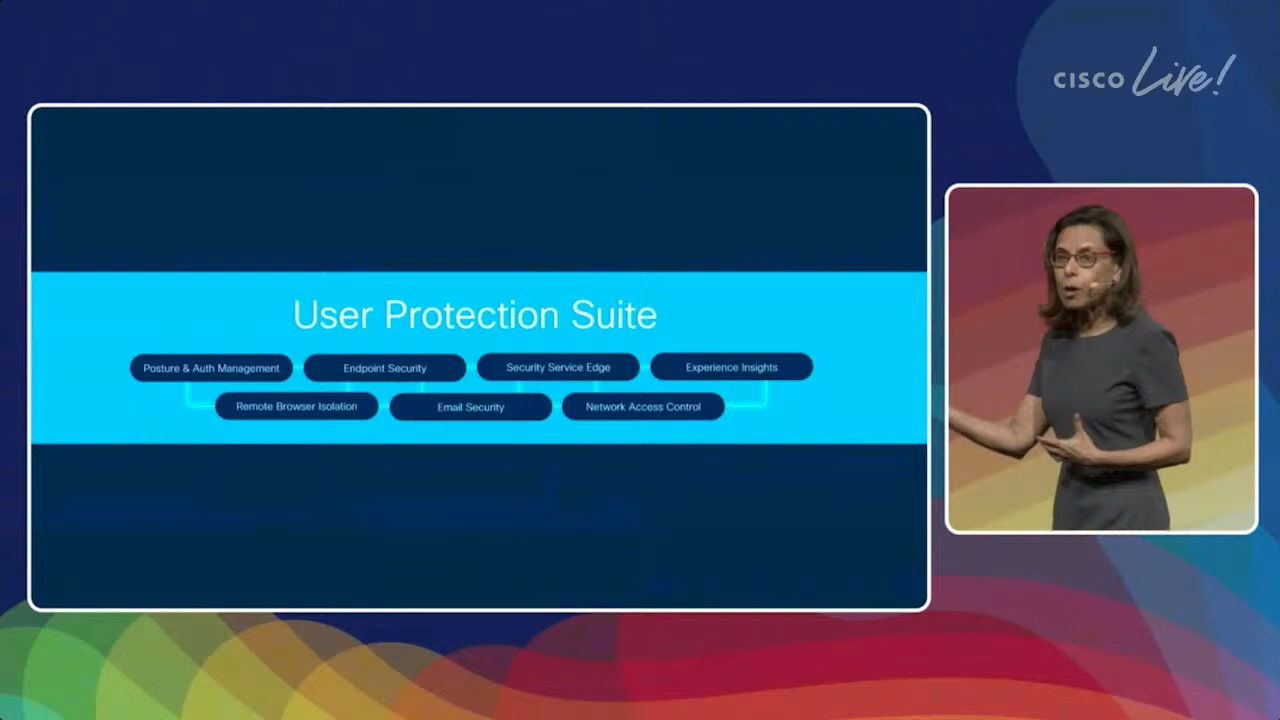 CISCO Live!
User Protection Suite
Posture & Auth Management
Endpoint Security
Security Service Edge
Experience Insights
Remote Browser Isolation
Email Security
Network Access Control